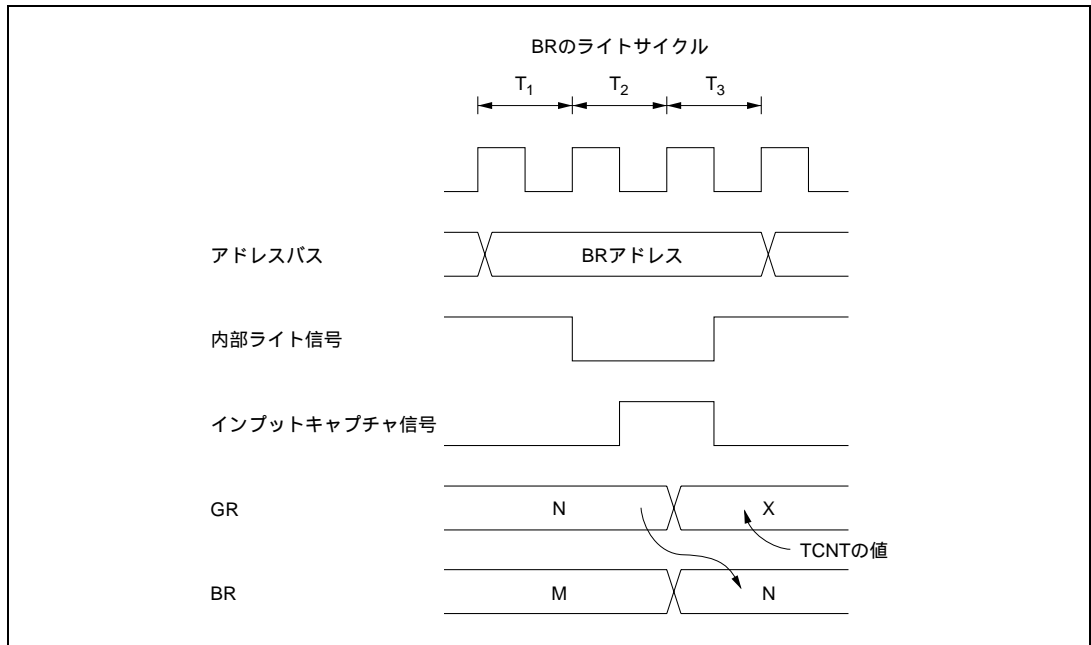 BRのライトサイクル
T1 T2 T3
アドレスバス BRアドレス
内部ライト信号
インプットキャプチャ信号
GR N X
TCNTの値
BR M N